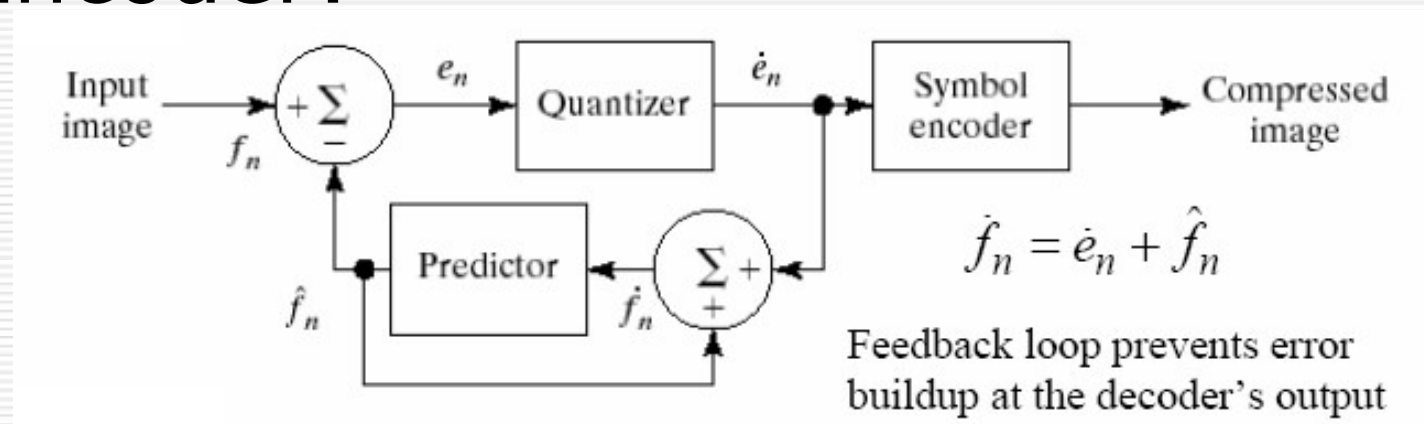 Input
image
+ Σ
−
f_n
e_n
Quantizer
ė_n
Symbol
encoder
Compressed
image
Predictor
Σ +
+
f̂_n
ḟ_n
ḟ_n = ė_n + f̂_n
Feedback loop prevents error
buildup at the decoder's output